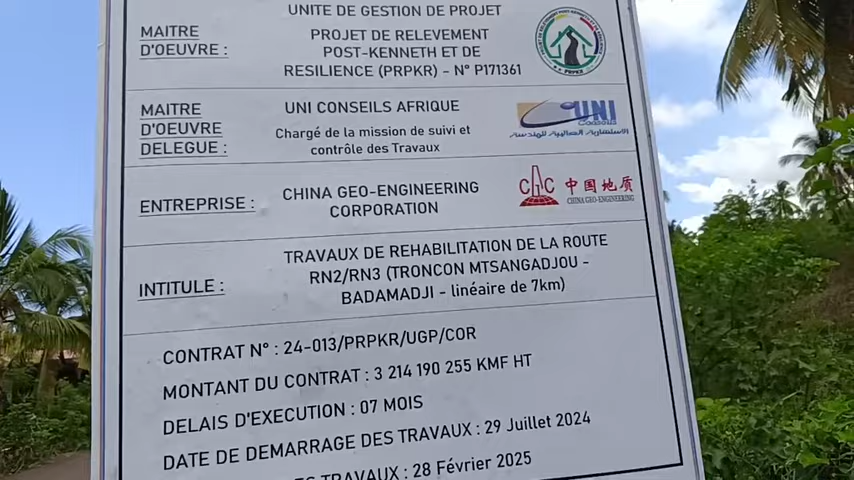 UNITE DE GESTION DE PROJET
MAITRE
D'OEUVRE :
PROJET DE RELEVEMENT
POST-KENNETH ET DE
RESILIENCE (PRPKR) - N° P171361
MAITRE
D'OEUVRE
DELEGUE :
UNI CONSEILS AFRIQUE
Chargé de la mission de suivi et
contrôle des Travaux
UNI
Conseils
ENTREPRISE :
CHINA GEO-ENGINEERING
CORPORATION
CGC
中国地质
CHINA GEO-ENGINEERING
INTITULE :
TRAVAUX DE REHABILITATION DE LA ROUTE
RN2/RN3 (TRONCON MTSANGADJOU -
BADAMADJI - linéaire de 7km)
CONTRAT N°: 24-013/PRPKR/UGP/COR
MONTANT DU CONTRAT : 3 214 190 255 KMF HT
DELAIS D'EXECUTION : 07 MOIS
DATE DE DEMARRAGE DES TRAVAUX : 29 Juillet 2024
TRAVAUX : 28 Février 2025